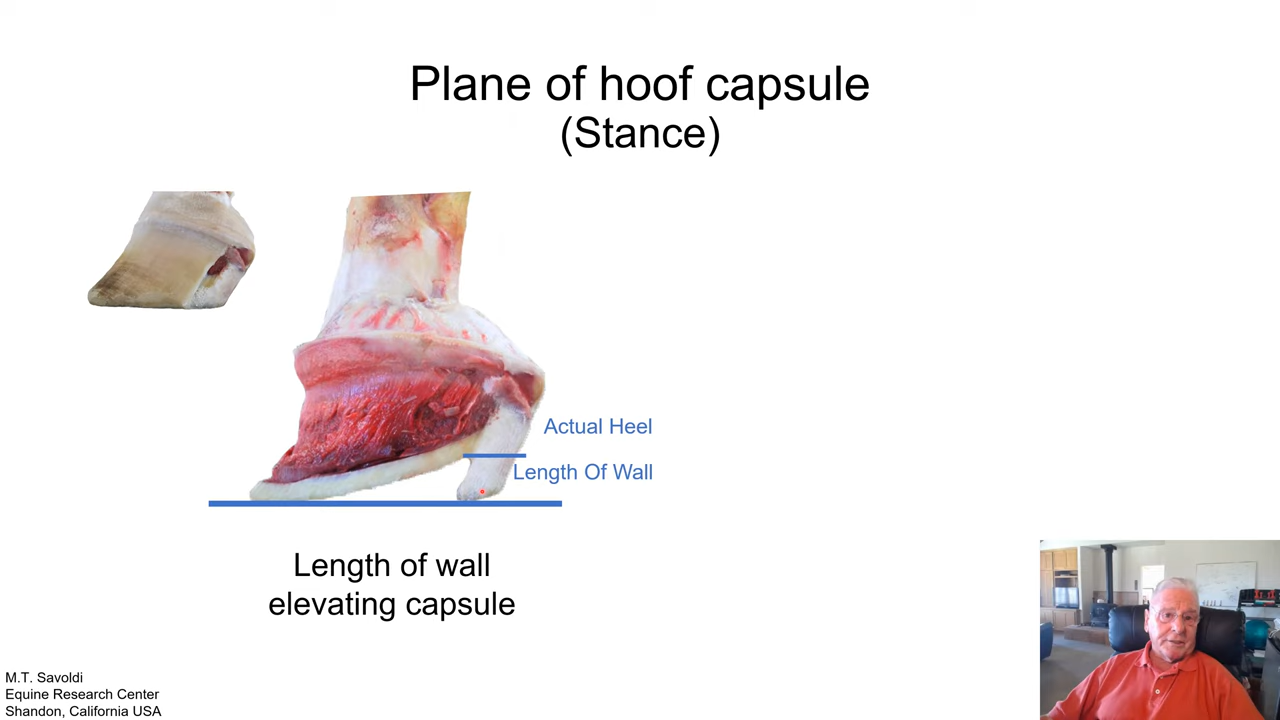 Plane of hoof capsule
(Stance)
Actual Heel
Length Of Wall
Length of wall
elevating capsule
M.T. Savoldi
Equine Research Center
Shandon, California USA